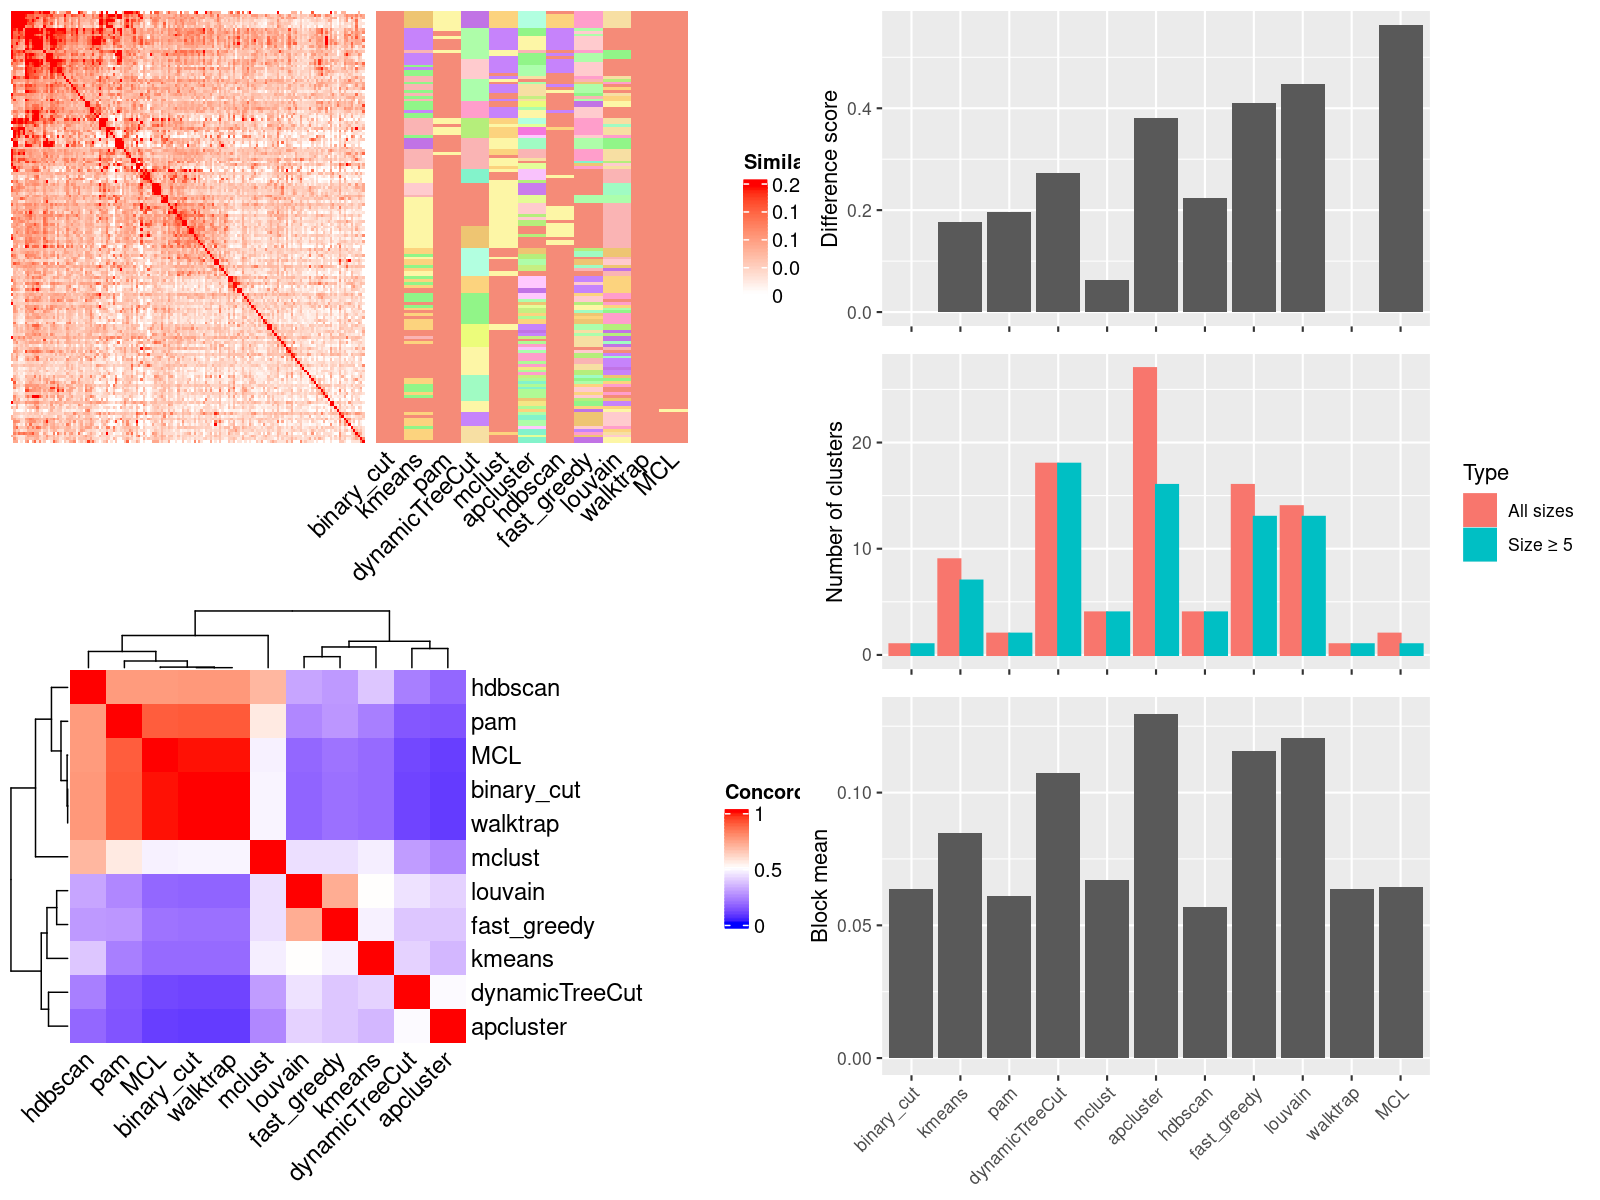 Simila
0.2
0.1
0.1
0.0
0
binary_cut
kmeans
pam
dynamicTreeCut
mclust
apcluster
hdbscan
fast_greedy
louvain
walktrap
MCL
hdbscan
pam
MCL
binary_cut
walktrap
mclust
louvain
fast_greedy
kmeans
dynamicTreeCut
apcluster
Concord
1
0.5
0
hdbscan
pam
MCL
binary_cut
walktrap
mclust
louvain
fast_greedy
kmeans
dynamicTreeCut
apcluster
Difference score
0.4
0.2
0.0
Number of clusters
20
10
0
Type
All sizes
Size ≥ 5
Block mean
0.10
0.05
0.00
binary_cut
kmeans
pam
dynamicTreeCut
mclust
apcluster
hdbscan
fast_greedy
louvain
walktrap
MCL